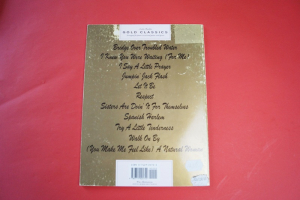 GOLD CLASSICS
Bridge Over Troubled Water
I Knew You Were Waiting (For Me)
I Say A Little Prayer
Jumpin' Jack Flash
Let It Be
Respect
Sisters Are Doin' It For Themselves
Spanish Harlem
Try A Little Tenderness
Walk On By
(You Make Me Feel Like) A Natural Woman